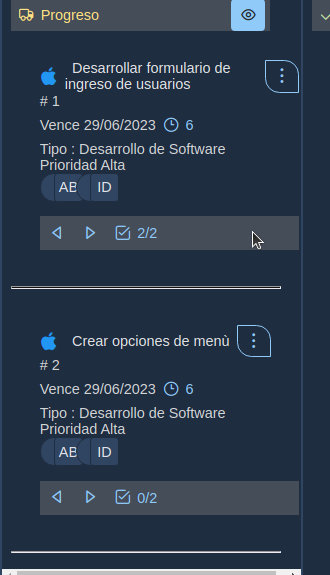 Progreso
Desarrollar formulario de
ingreso de usuarios
# 1
Vence 29/06/2023 6
Tipo : Desarrollo de Software
Prioridad Alta
AB ID
2/2
Crear opciones de menù
# 2
Vence 29/06/2023 6
Tipo : Desarrollo de Software
Prioridad Alta
AB ID
0/2